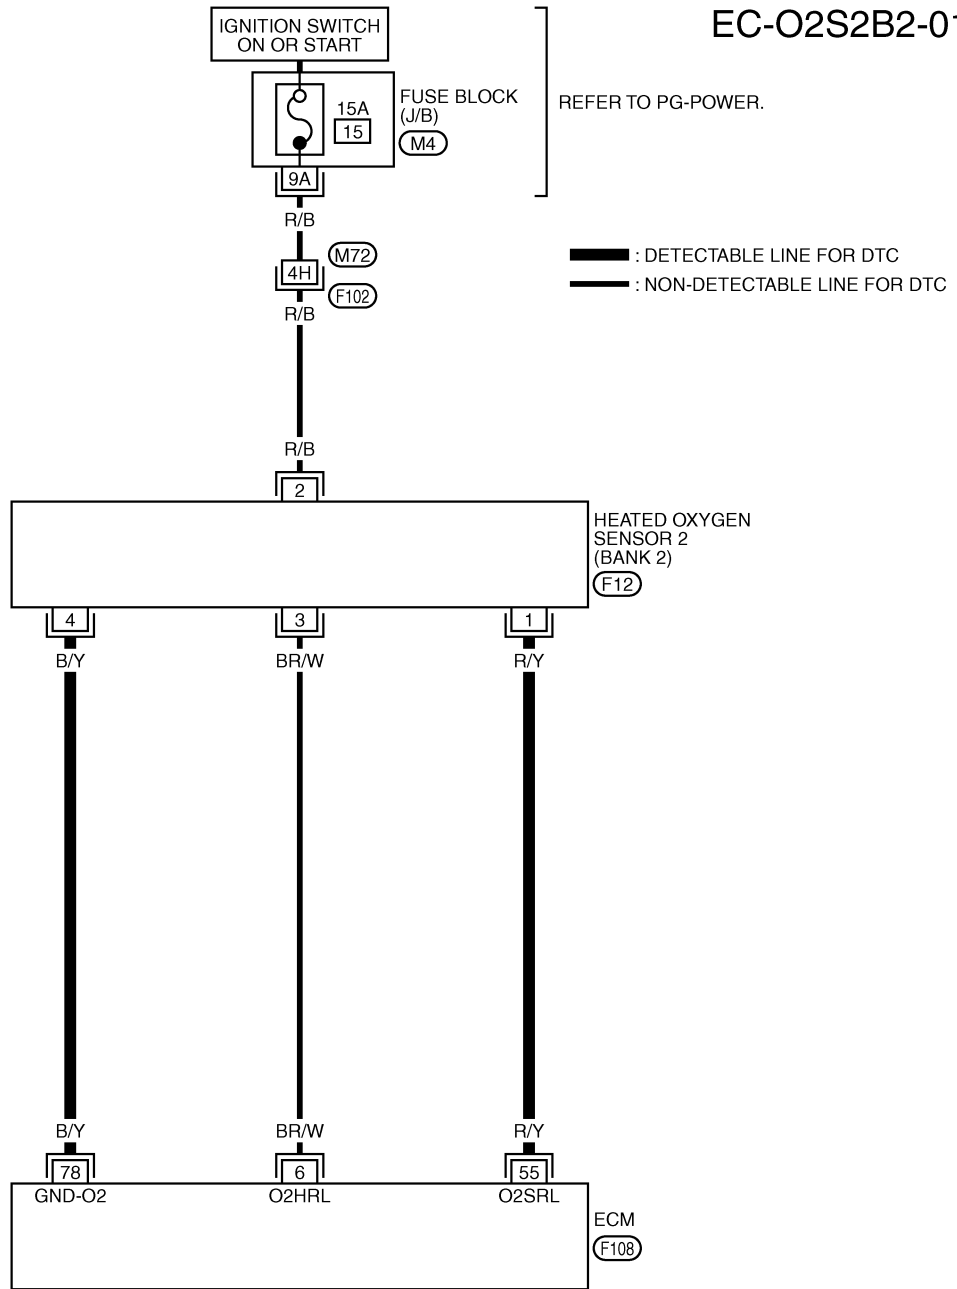 EC-O2S2B2-01
IGNITION SWITCH
ON OR START
FUSE BLOCK
(J/B)
15A
15
M4
REFER TO PG-POWER.
9A
R/B
M72
4H
F102
R/B
: DETECTABLE LINE FOR DTC
: NON-DETECTABLE LINE FOR DTC
R/B
2
HEATED OXYGEN
SENSOR 2
(BANK 2)
F12
4 3 1
B/Y BR/W R/Y
B/Y BR/W R/Y
78 6 55
GND-O2 O2HRL O2SRL
ECM
F108